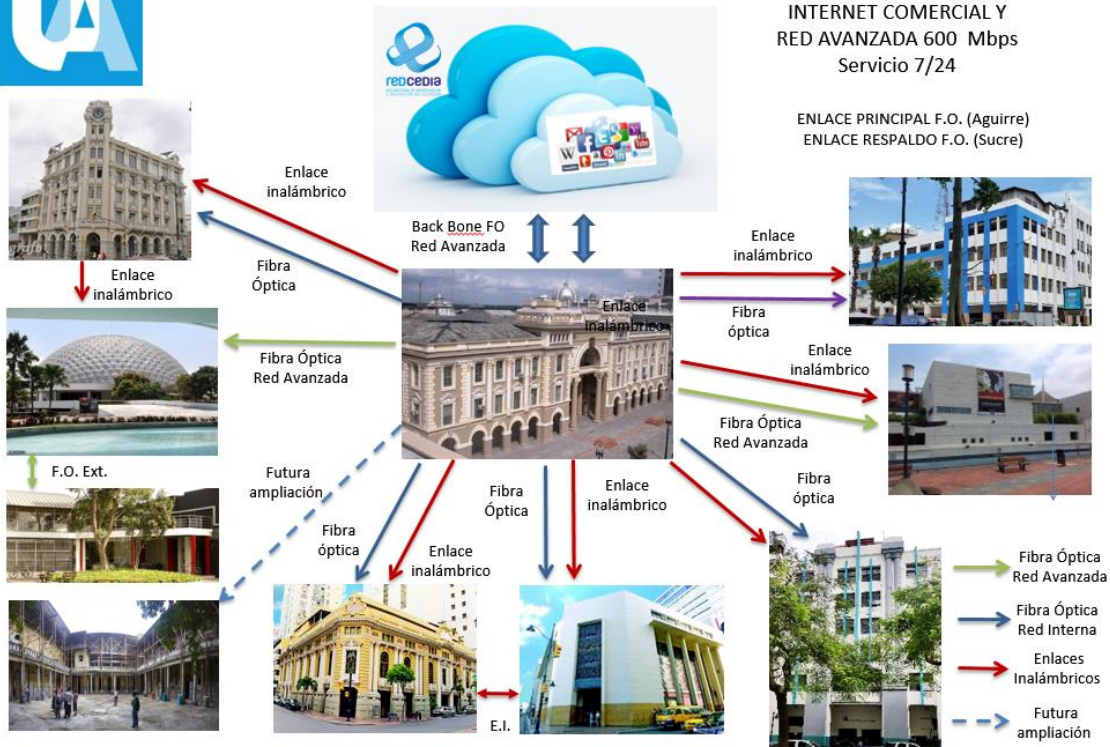 UA
redcedia
INTERNET COMERCIAL Y
RED AVANZADA 600 Mbps
Servicio 7/24
ENLACE PRINCIPAL F.O. (Aguirre)
ENLACE RESPALDO F.O. (Sucre)
Enlace
inalámbrico
Back Bone FO
Red Avanzada
Enlace
inalámbrico
Fibra
Óptica
Enlace
inalámbrico
Enlace
inalámbrico
Fibra
óptica
Fibra Óptica
Red Avanzada
Enlace
inalámbrico
Fibra Óptica
Red Avanzada
F.O. Ext.
Futura
ampliación
Fibra
óptica
Enlace
inalámbrico
Fibra
Óptica
Enlace
inalámbrico
Fibra
óptica
E.I.
Fibra Óptica
Red Avanzada
Fibra Óptica
Red Interna
Enlaces
Inalámbricos
Futura
ampliación